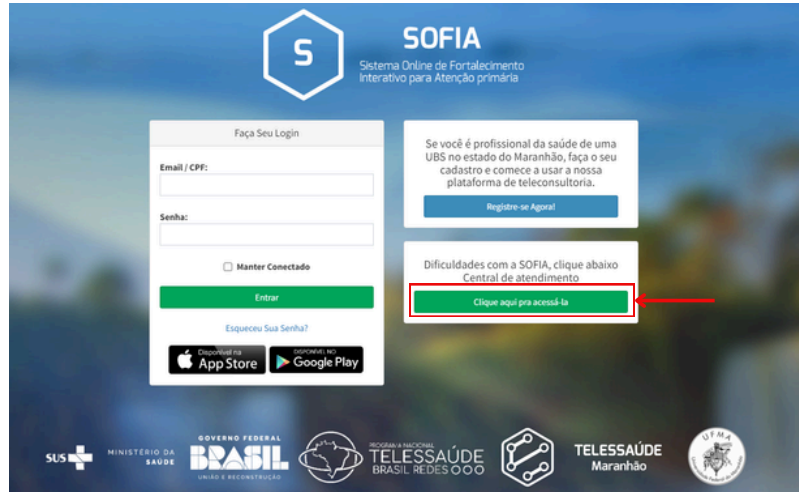 S
SOFIA
Sistema Online de Fortalecimento
Interativo para Atenção primária
Faça Seu Login
Email / CPF:
Senha:
Manter Conectado
Entrar
Esqueceu Sua Senha?
Disponível na
App Store
DISPONÍVEL NO
Google Play
Se você é profissional da saúde de uma
UBS no estado do Maranhão, faça o seu
cadastro e comece a usar a nossa
plataforma de teleconsultoria.
Registre-se Agora!
Dificuldades com a SOFIA, clique abaixo
Central de atendimento
Clique aqui pra acessá-la
SUS
MINISTÉRIO DA
SAÚDE
GOVERNO FEDERAL
BRASIL
UNIÃO E RECONSTRUÇÃO
PROGRAMA NACIONAL
TELESSAÚDE
BRASIL REDES
TELESSAÚDE
Maranhão
UFMA